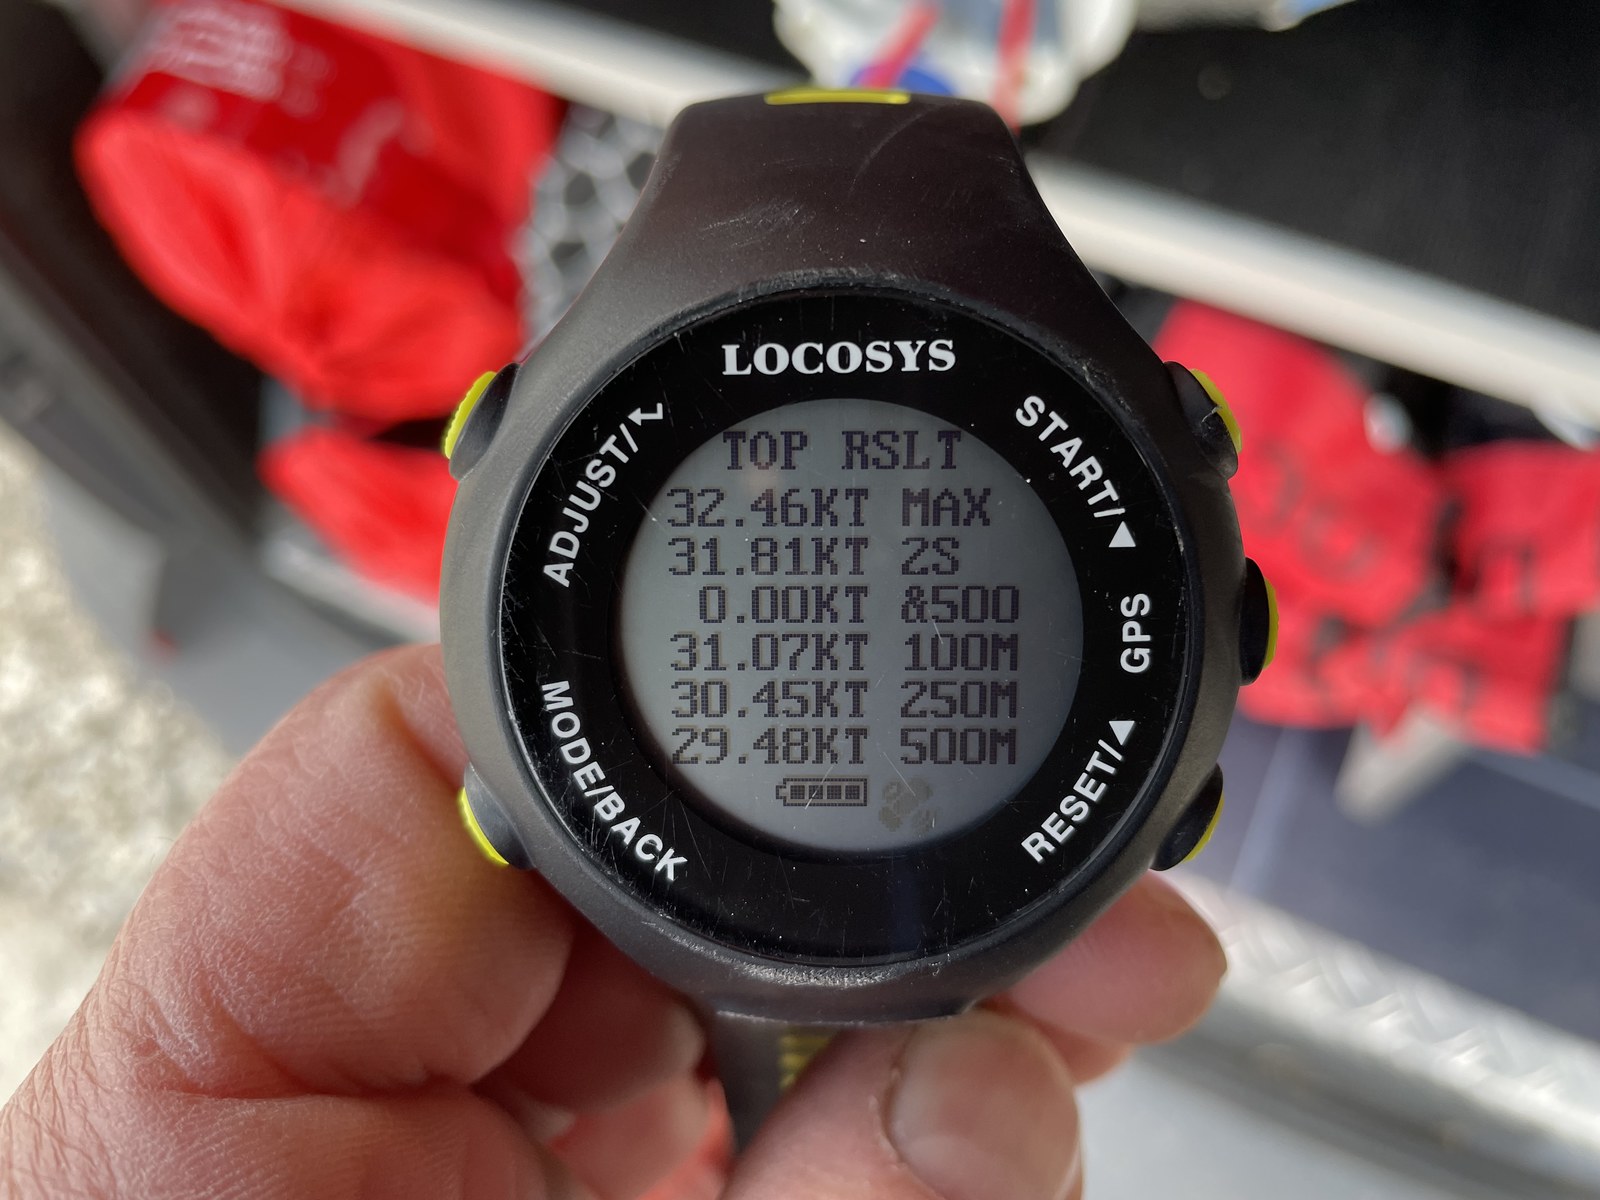 LOCOSYS
ADJUST/
START/▶
TOP RSLT
32.46KT MAX
31.81KT 2S
0.00KT &500
31.07KT 100M
30.45KT 250M
29.48KT 500M
GPS
MODE/BACK
RESET/▲